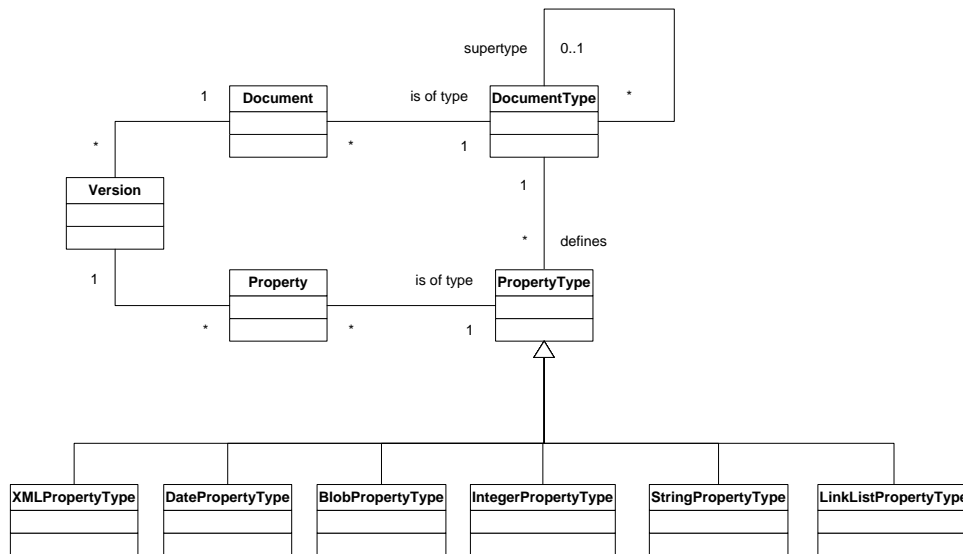 supertype 0..1
1 Document is of type DocumentType *
* * 1
Version 1
* defines
1 Property is of type PropertyType
* * 1
XMLPropertyType DatePropertyType BlobPropertyType IntegerPropertyType StringPropertyType LinkListPropertyType